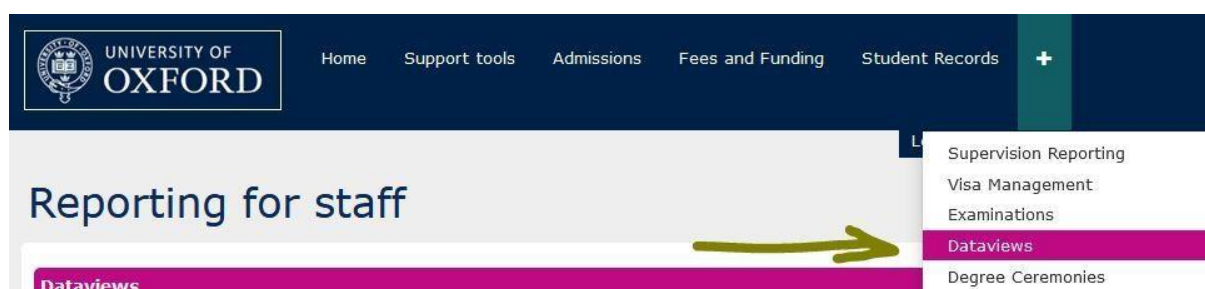 UNIVERSITY OF
OXFORD
Home Support tools Admissions Fees and Funding Student Records +
Supervision Reporting
Visa Management
Examinations
Dataviews
Degree Ceremonies
Reporting for staff
Dataviews